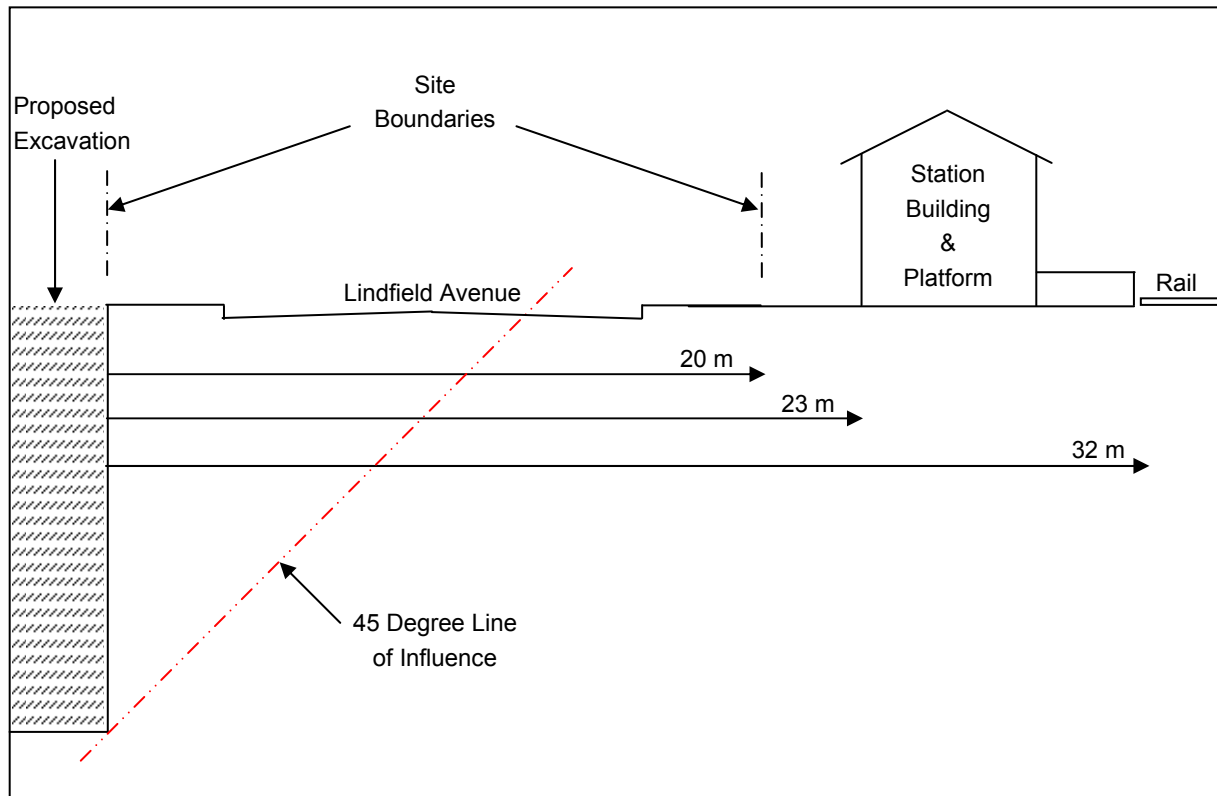 Site
Boundaries
Proposed
Excavation
Station
Building
&
Platform
Rail
Lindfield Avenue
20 m
23 m
32 m
45 Degree Line
of Influence